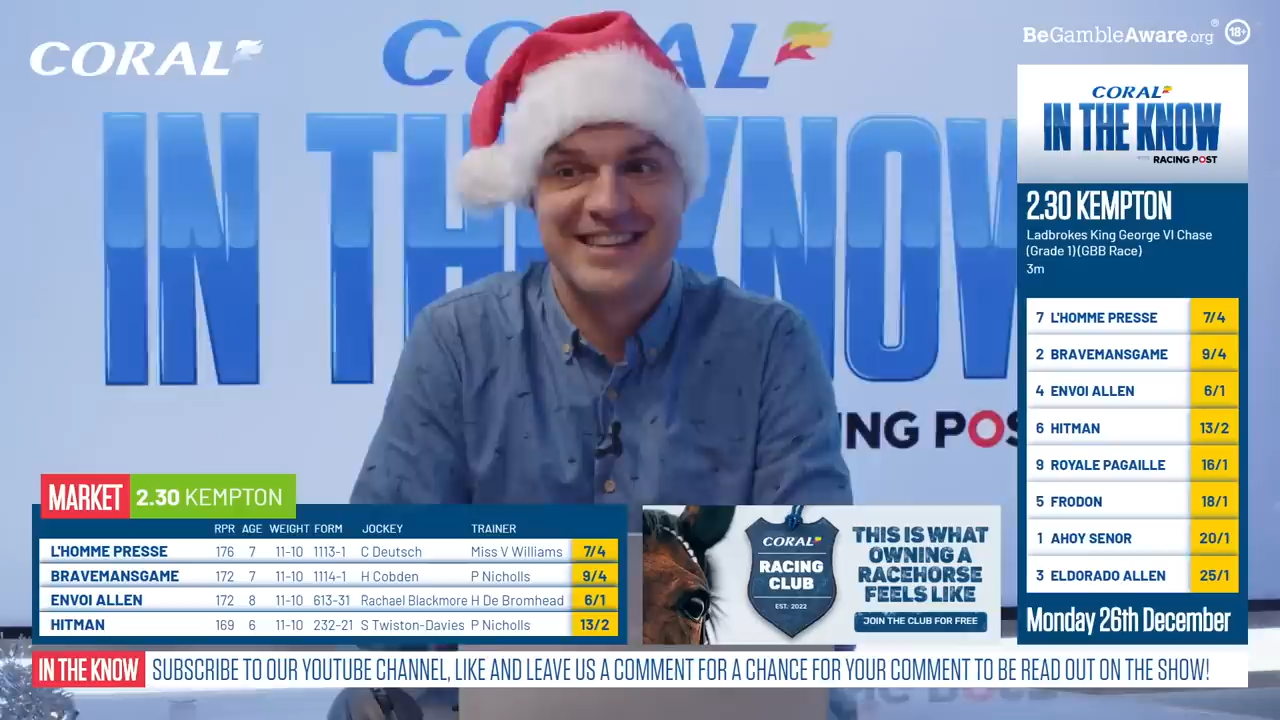 CORAL
CORAL
IN THE KNOW
ING POS
BeGambleAware.org® 18+
CORAL
IN THE KNOW
RACING POST
2.30 KEMPTON
Ladbrokes King George VI Chase
(Grade 1)(GBB Race)
3m
7 L'HOMME PRESSE 7/4
2 BRAVEMANSGAME 9/4
4 ENVOI ALLEN 6/1
6 HITMAN 13/2
9 ROYALE PAGAILLE 16/1
5 FRODON 18/1
1 AHOY SENOR 20/1
3 ELDORADO ALLEN 25/1
Monday 26th December
MARKET 2.30 KEMPTON
RPR AGE WEIGHT FORM JOCKEY TRAINER
L'HOMME PRESSE 176 7 11-10 1113-1 C Deutsch Miss V Williams 7/4
BRAVEMANSGAME 172 7 11-10 1114-1 H Cobden P Nicholls 9/4
ENVOI ALLEN 172 8 11-10 613-31 Rachael Blackmore H De Bromhead 6/1
HITMAN 169 6 11-10 232-21 S Twiston-Davies P Nicholls 13/2
CORAL
RACING
CLUB
EST. 2022
THIS IS WHAT
OWNING A
RACEHORSE
FEELS LIKE
JOIN THE CLUB FOR FREE
IN THE KNOW SUBSCRIBE TO OUR YOUTUBE CHANNEL, LIKE AND LEAVE US A COMMENT FOR A CHANCE FOR YOUR COMMENT TO BE READ OUT ON THE SHOW!